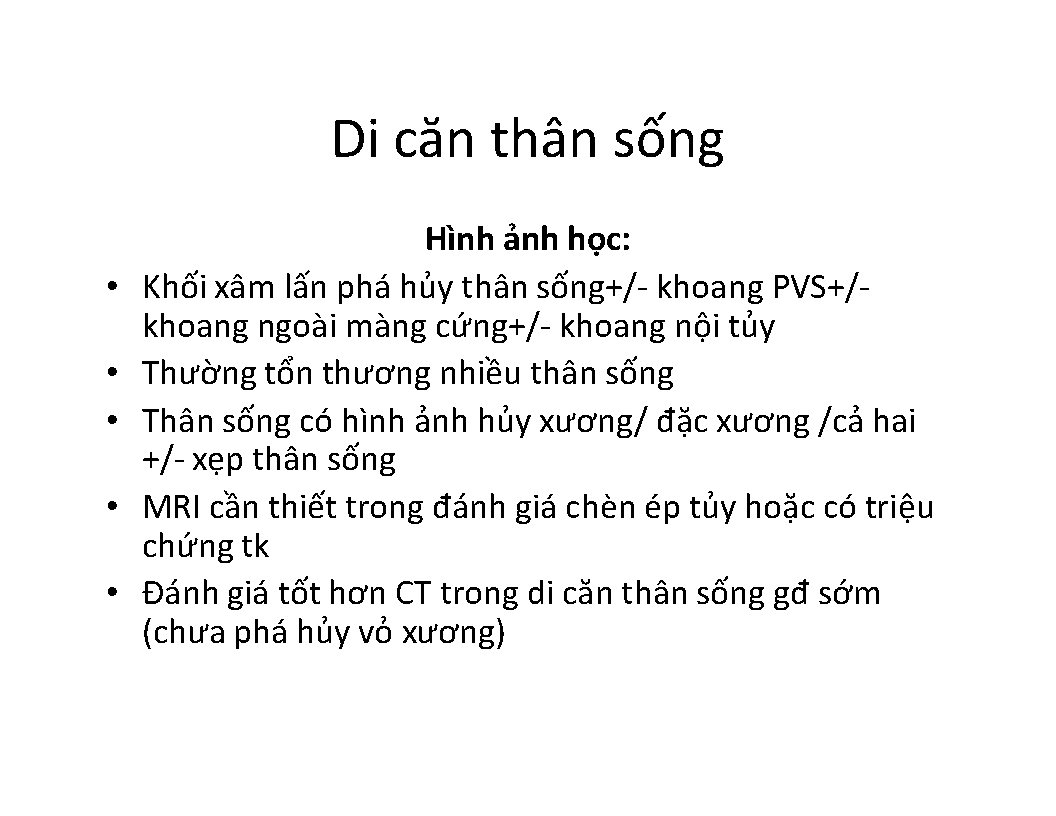 Di căn thân sống
Hình ảnh học:
• Khối xâm lấn phá hủy thân sống+/- khoang PVS+/-
khoang ngoài màng cứng+/- khoang nội tủy
• Thường tổn thương nhiều thân sống
• Thân sống có hình ảnh hủy xương/ đặc xương /cả hai
+/- xẹp thân sống
• MRI cần thiết trong đánh giá chèn ép tủy hoặc có triệu
chứng tk
• Đánh giá tốt hơn CT trong di căn thân sống gđ sớm
(chưa phá hủy vỏ xương)